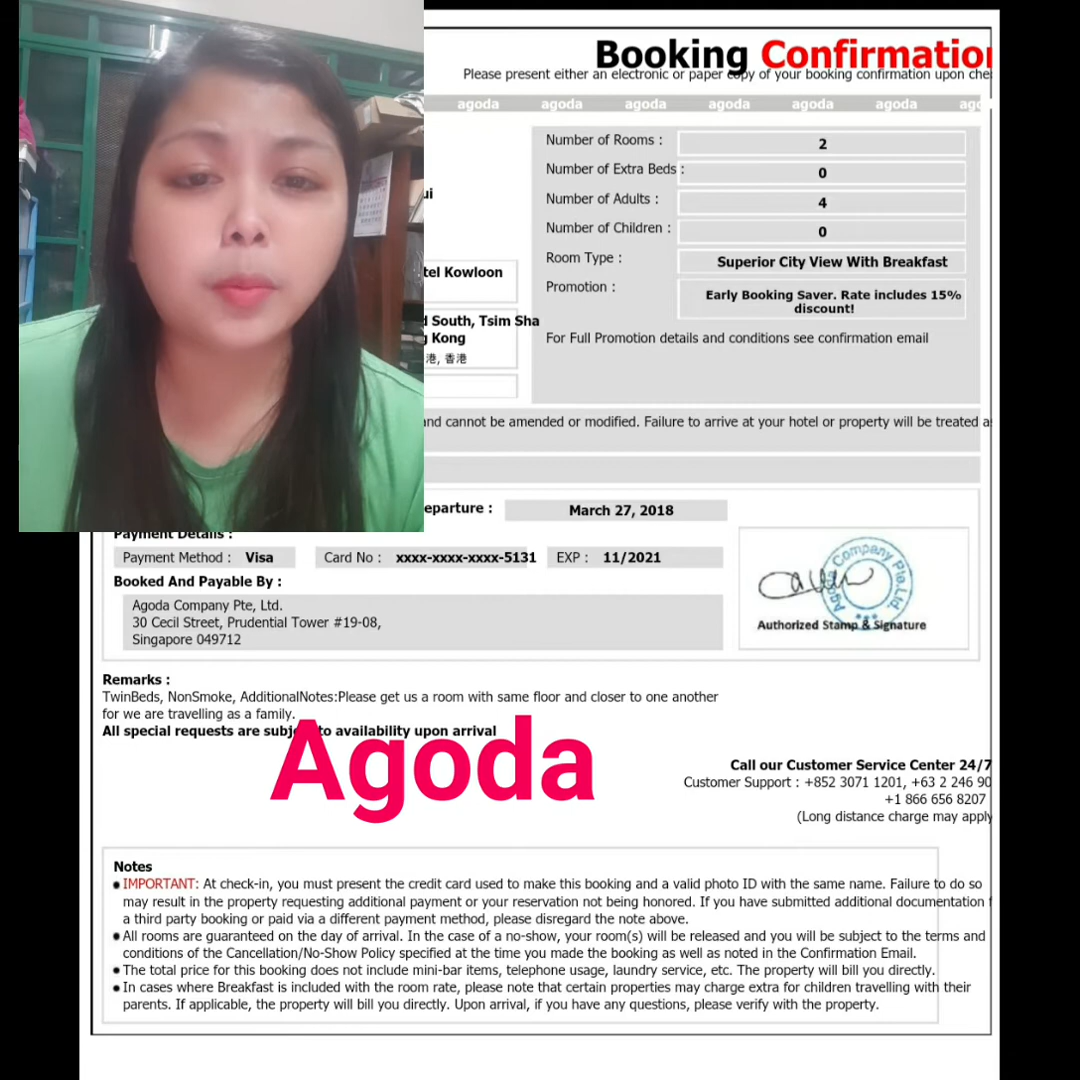 Booking Confirmation
Please present either an electronic or paper copy of your booking confirmation upon
agoda agoda agoda agoda agoda agoda
Number of Rooms : 2
Number of Extra Beds : 0
Number of Adults : 4
Number of Children : 0
Room Type : Superior City View With Breakfast
Promotion : Early Booking Saver. Rate includes 15%
discount!
For Full Promotion details and conditions see confirmation email
Kowloon
South, Tsim Sha
Kong
港, 香港
and cannot be amended or modified. Failure to arrive at your hotel or property will be treated
eparture : March 27, 2018
Payment Details :
Payment Method : Visa Card No : xxxx-xxxx-xxxx-5131 EXP : 11/2021
Booked And Payable By :
Agoda Company Pte, Ltd.
30 Cecil Street, Prudential Tower #19-08,
Singapore 049712
Agoda Company Pte. Ltd.
Authorized Stamp & Signature
Remarks :
TwinBeds, NonSmoke, AdditionalNotes:Please get us a room with same floor and closer to one another
for we are travelling as a family.
All special requests are subject to availability upon arrival
Agoda
Call our Customer Service Center 24/7
Customer Support : +852 3071 1201, +63 2 246 90
+1 866 656 8207
(Long distance charge may apply
Notes
● IMPORTANT: At check-in, you must present the credit card used to make this booking and a valid photo ID with the same name. Failure to do so
may result in the property requesting additional payment or your reservation not being honored. If you have submitted additional documentation
a third party booking or paid via a different payment method, please disregard the note above.
● All rooms are guaranteed on the day of arrival. In the case of a no-show, your room(s) will be released and you will be subject to the terms and
conditions of the Cancellation/No-Show Policy specified at the time you made the booking as well as noted in the Confirmation Email.
● The total price for this booking does not include mini-bar items, telephone usage, laundry service, etc. The property will bill you directly.
● In cases where Breakfast is included with the room rate, please note that certain properties may charge extra for children travelling with their
parents. If applicable, the property will bill you directly. Upon arrival, if you have any questions, please verify with the property.